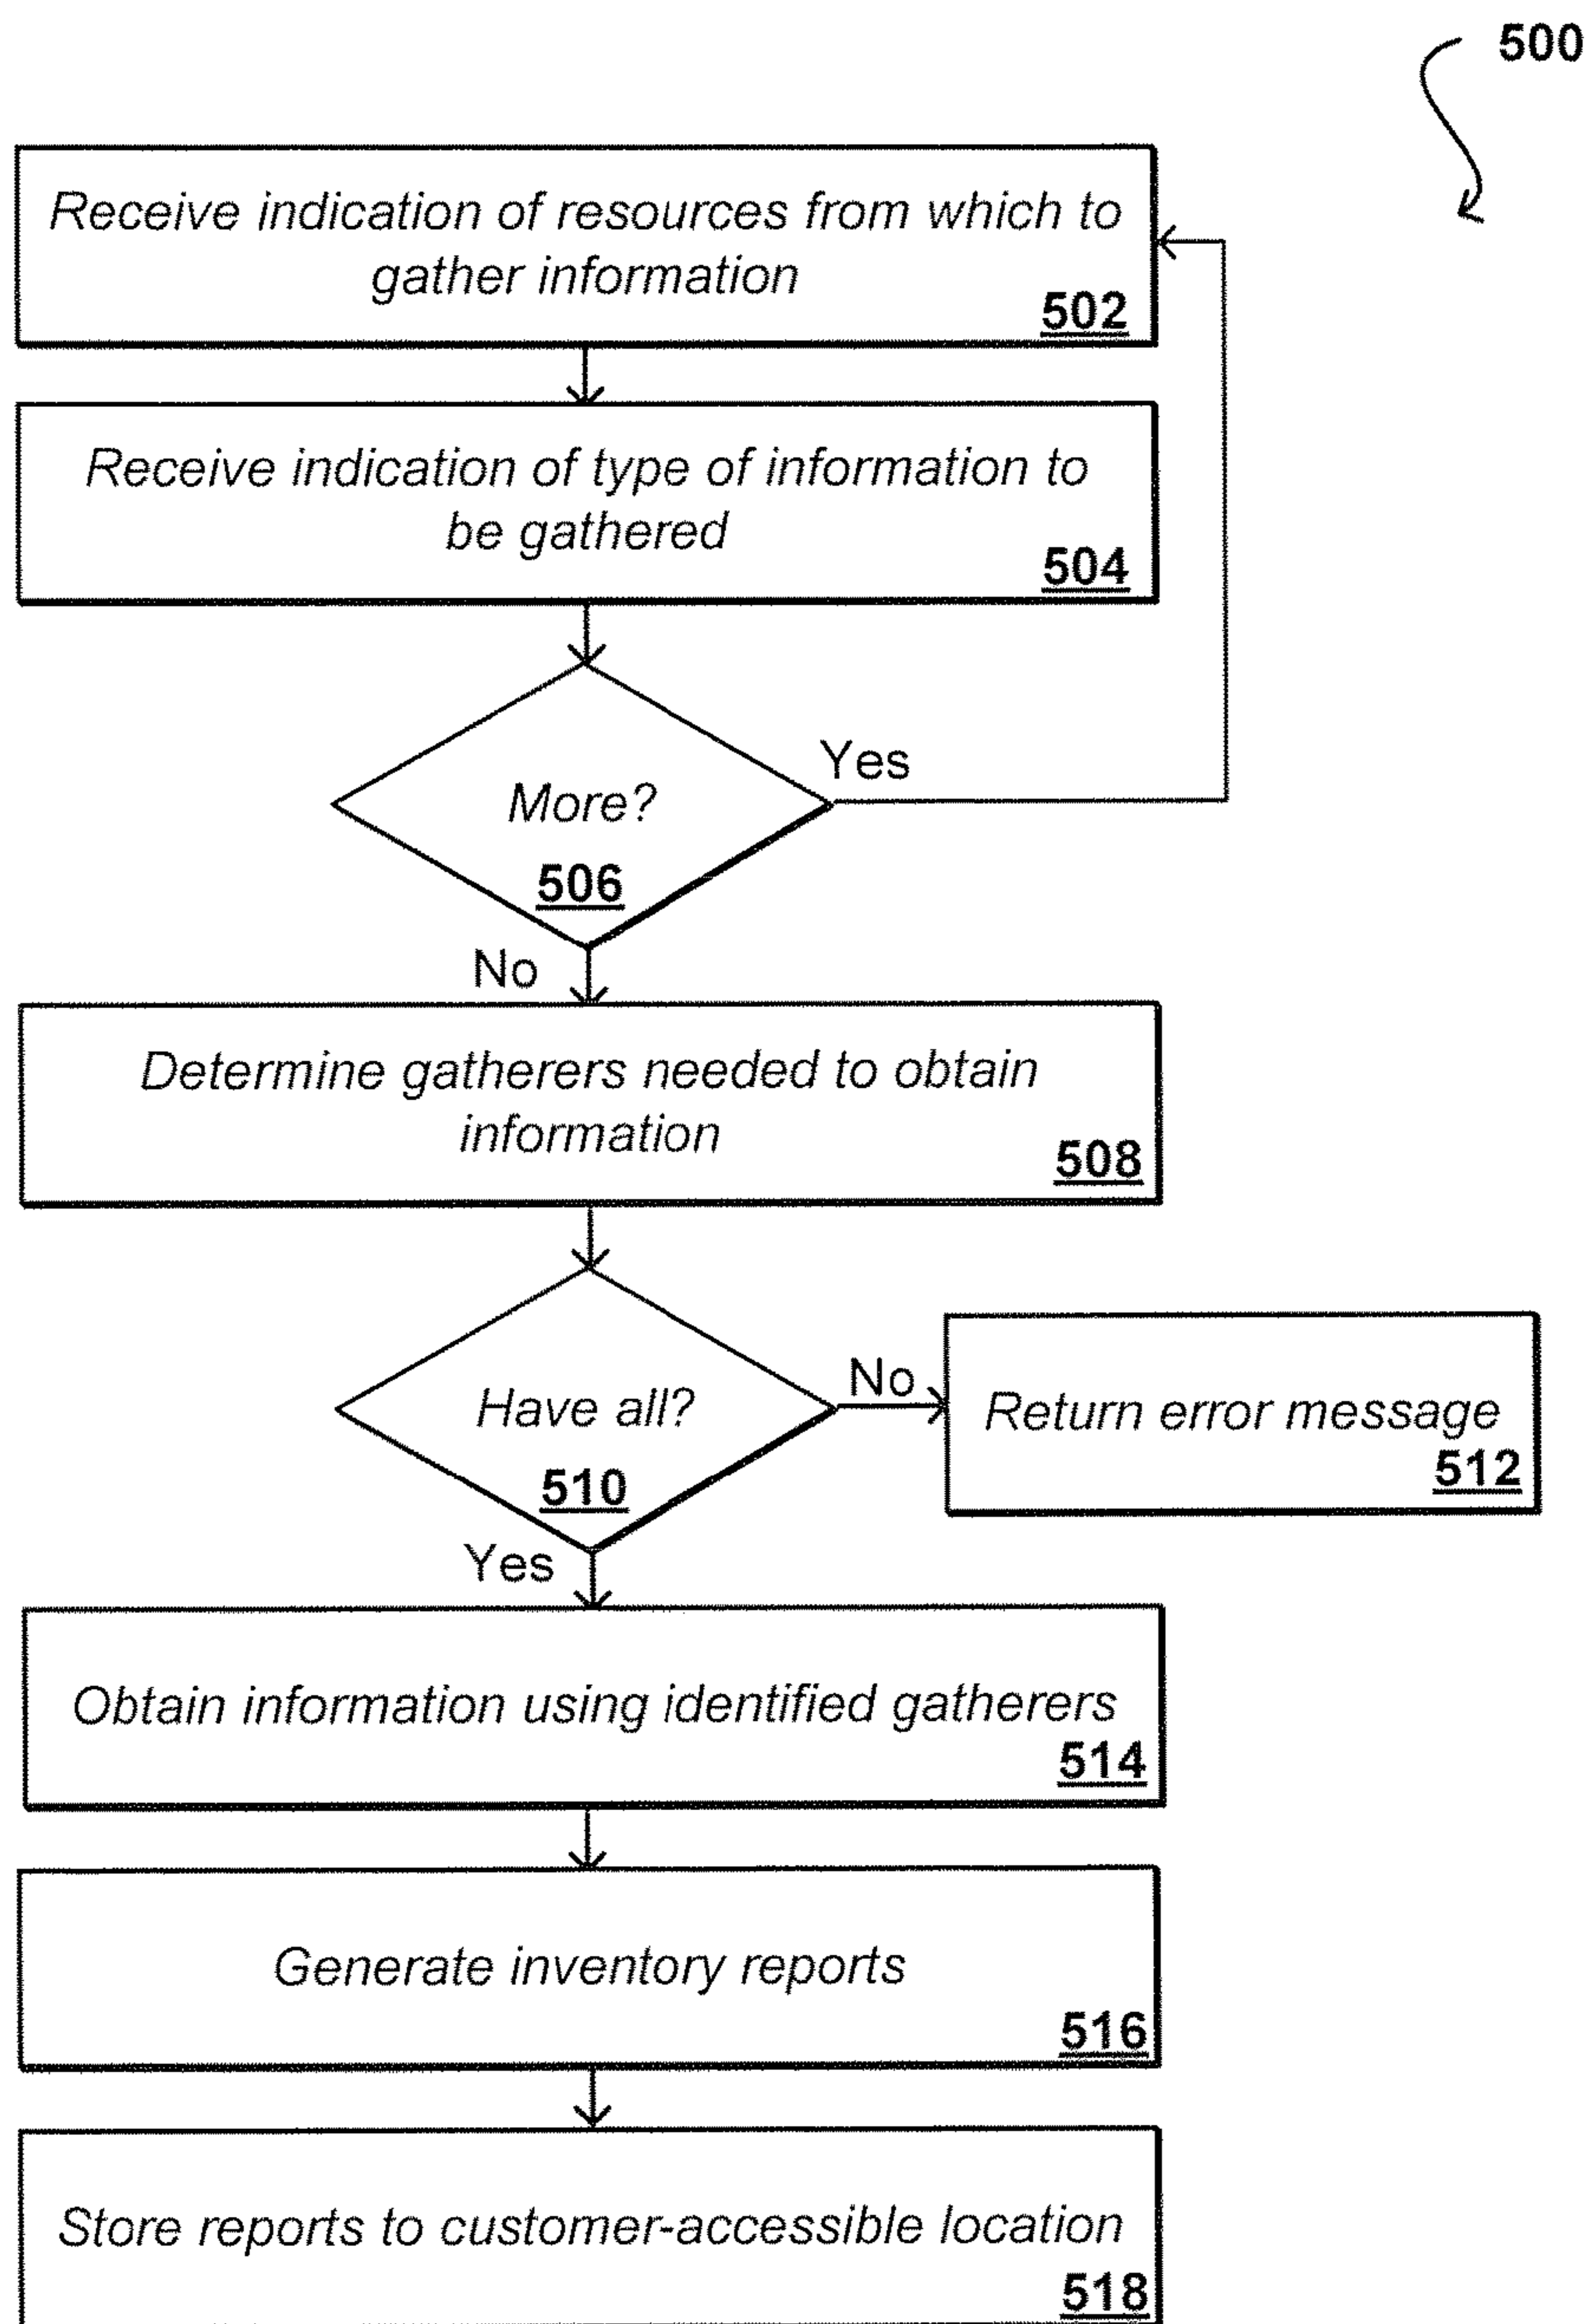 500
Receive indication of resources from which to
gather information
502
Receive indication of type of information to
be gathered
504
Yes
More?
506
No
Determine gatherers needed to obtain
information
508
No
Have all?
Return error message
512
510
Yes
Obtain information using identified gatherers
514
Generate inventory reports
516
Store reports to customer-accessible location
518